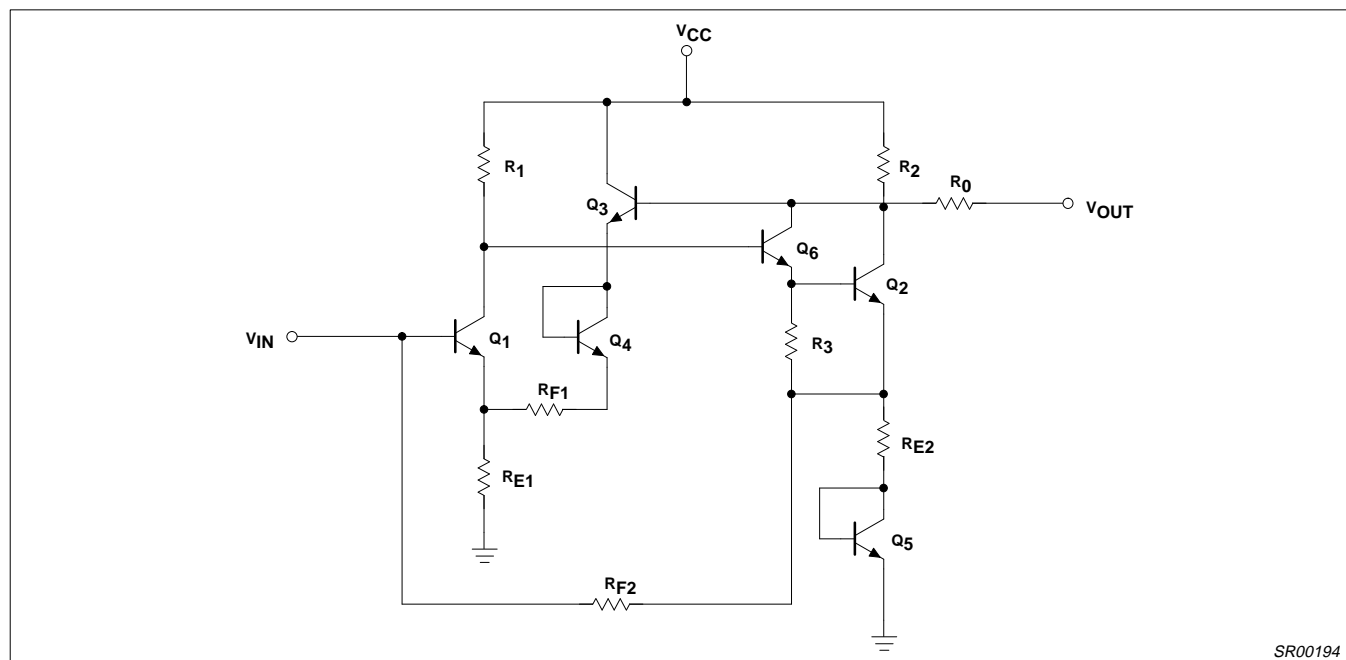 VCC
R1
R2
R0
Q3
VOUT
Q6
Q2
VIN
Q1
Q4
R3
RF1
RE2
RE1
Q5
RF2
SR00194